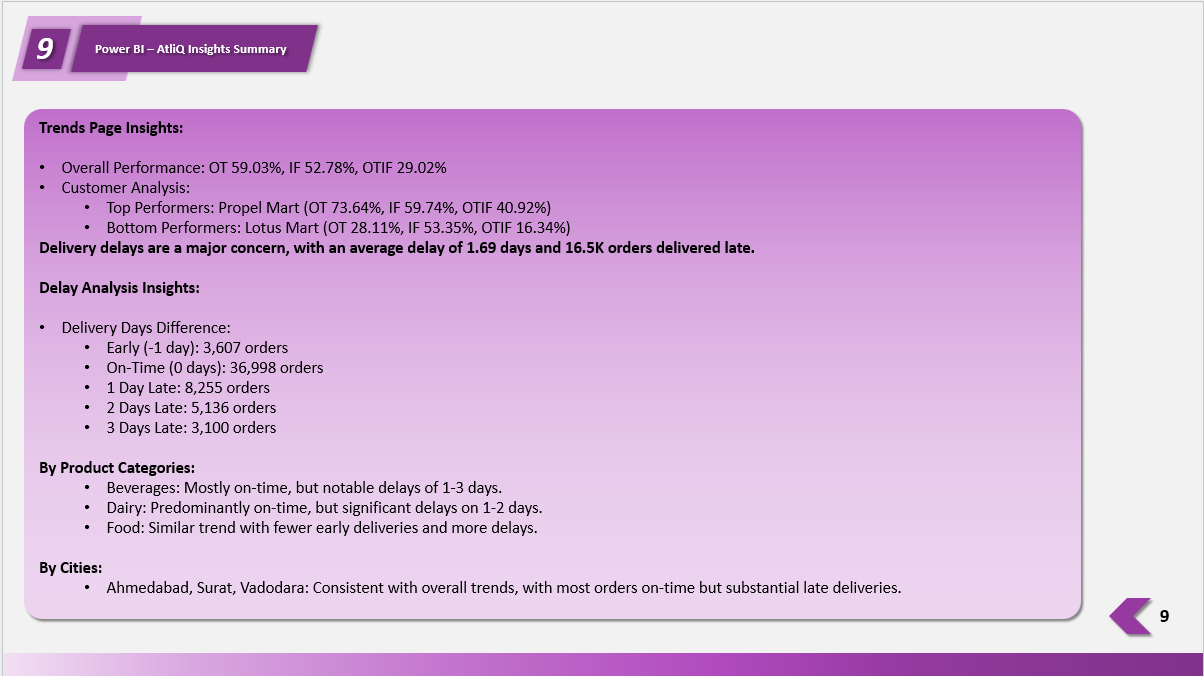 9
Power BI – AtliQ Insights Summary
Trends Page Insights:
• Overall Performance: OT 59.03%, IF 52.78%, OTIF 29.02%
• Customer Analysis:
• Top Performers: Propel Mart (OT 73.64%, IF 59.74%, OTIF 40.92%)
• Bottom Performers: Lotus Mart (OT 28.11%, IF 53.35%, OTIF 16.34%)
Delivery delays are a major concern, with an average delay of 1.69 days and 16.5K orders delivered late.
Delay Analysis Insights:
• Delivery Days Difference:
• Early (-1 day): 3,607 orders
• On-Time (0 days): 36,998 orders
• 1 Day Late: 8,255 orders
• 2 Days Late: 5,136 orders
• 3 Days Late: 3,100 orders
By Product Categories:
• Beverages: Mostly on-time, but notable delays of 1-3 days.
• Dairy: Predominantly on-time, but significant delays on 1-2 days.
• Food: Similar trend with fewer early deliveries and more delays.
By Cities:
• Ahmedabad, Surat, Vadodara: Consistent with overall trends, with most orders on-time but substantial late deliveries.
9